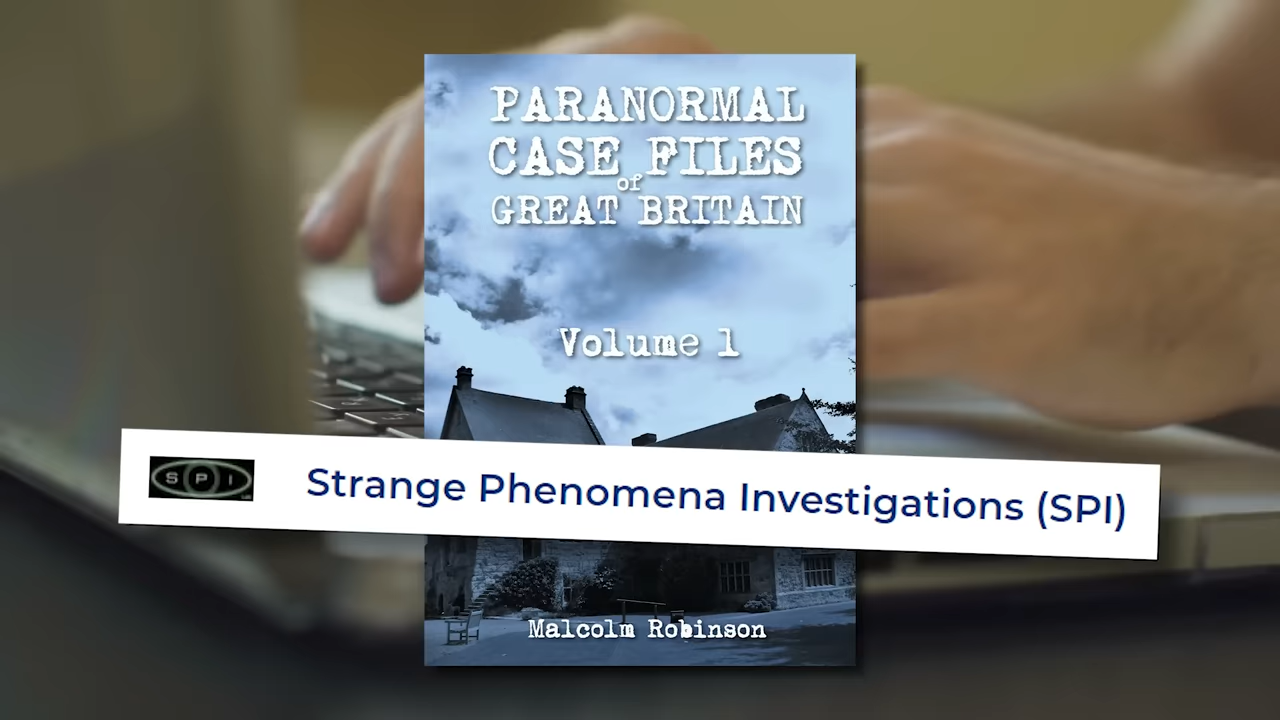 PARANORMAL
CASE FILES
of
GREAT BRITAIN
Volume 1
SPI
Strange Phenomena Investigations (SPI)
Malcolm Robinson